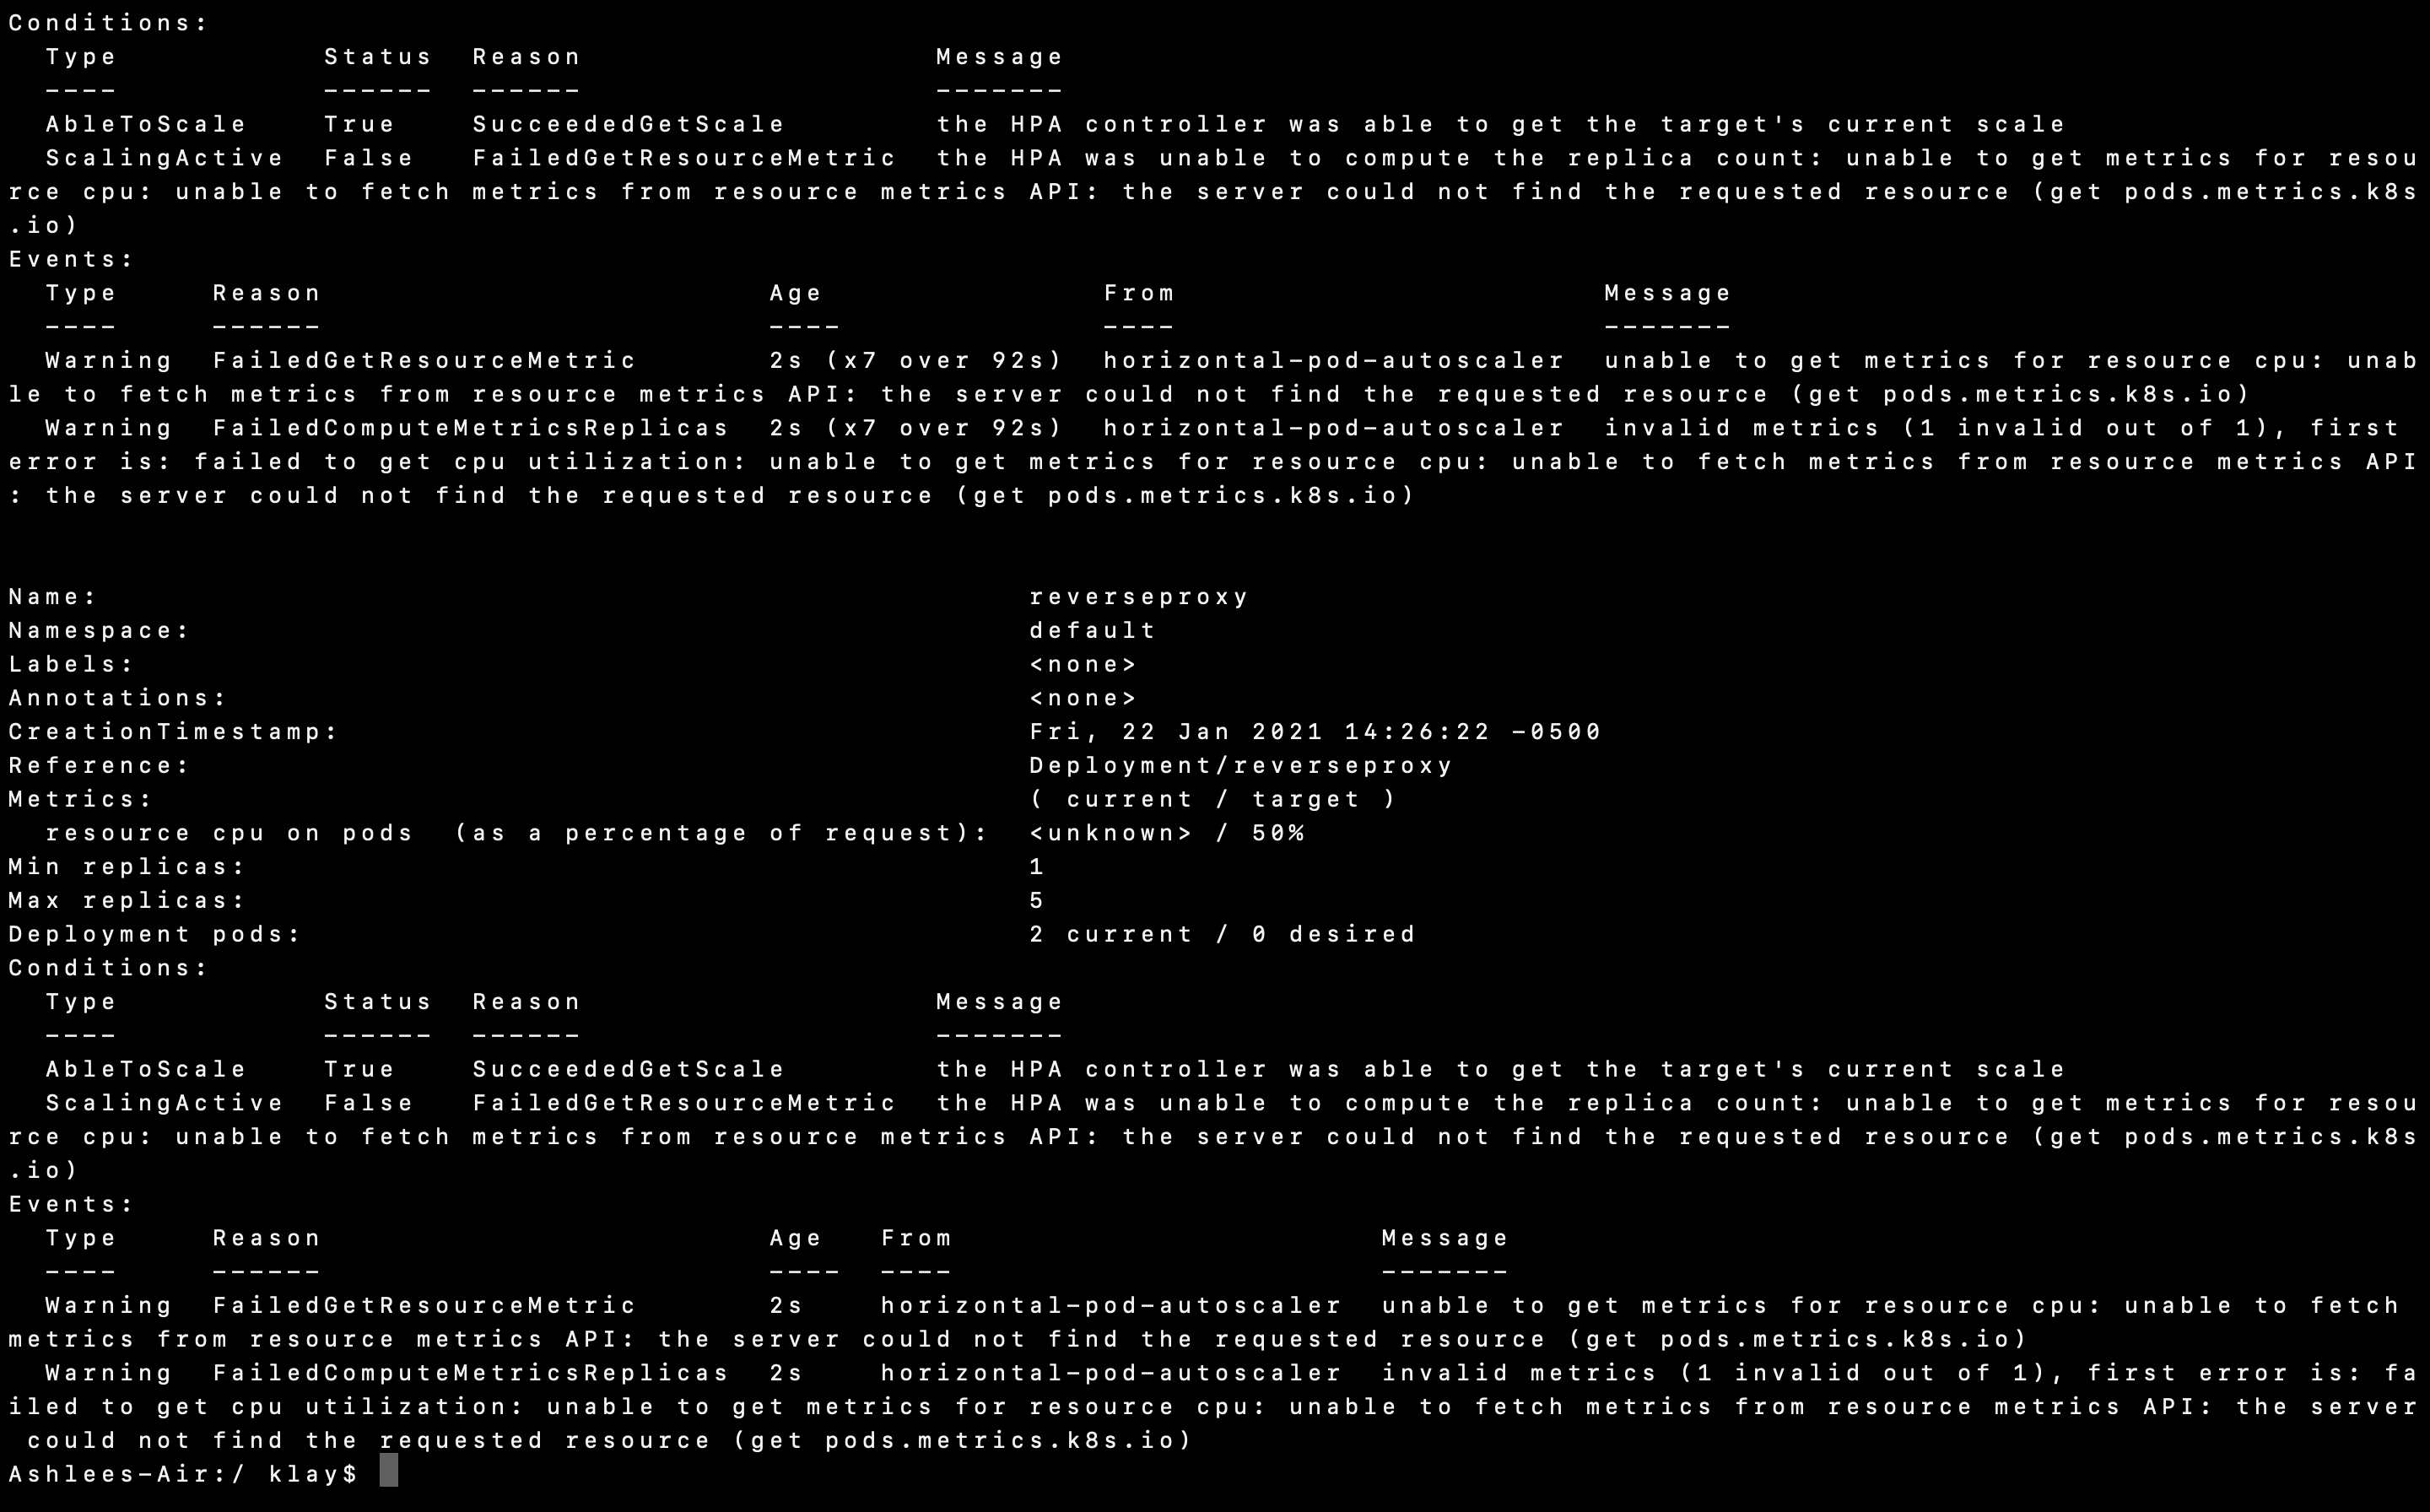 Conditions:
  Type           Status  Reason                   Message
  ----           ------  ------                   -------
  AbleToScale    True    SucceededGetScale        the HPA controller was able to get the target's current scale
  ScalingActive  False   FailedGetResourceMetric  the HPA was unable to compute the replica count: unable to get metrics for resou
rce cpu: unable to fetch metrics from resource metrics API: the server could not find the requested resource (get pods.metrics.k8s
.io)
Events:
  Type     Reason                        Age               From                       Message
  ----     ------                        ----              ----                       -------
  Warning  FailedGetResourceMetric       2s (x7 over 92s)  horizontal-pod-autoscaler  unable to get metrics for resource cpu: unab
le to fetch metrics from resource metrics API: the server could not find the requested resource (get pods.metrics.k8s.io)
  Warning  FailedComputeMetricsReplicas  2s (x7 over 92s)  horizontal-pod-autoscaler  invalid metrics (1 invalid out of 1), first
error is: failed to get cpu utilization: unable to get metrics for resource cpu: unable to fetch metrics from resource metrics API
: the server could not find the requested resource (get pods.metrics.k8s.io)
Name:                                                  reverseproxy
Namespace:                                             default
Labels:                                                <none>
Annotations:                                           <none>
CreationTimestamp:                                     Fri, 22 Jan 2021 14:26:22 -0500
Reference:                                             Deployment/reverseproxy
Metrics:                                               ( current / target )
  resource cpu on pods  (as a percentage of request):  <unknown> / 50%
Min replicas:                                          1
Max replicas:                                          5
Deployment pods:                                       2 current / 0 desired
Conditions:
  Type           Status  Reason                   Message
  ----           ------  ------                   -------
  AbleToScale    True    SucceededGetScale        the HPA controller was able to get the target's current scale
  ScalingActive  False   FailedGetResourceMetric  the HPA was unable to compute the replica count: unable to get metrics for resou
rce cpu: unable to fetch metrics from resource metrics API: the server could not find the requested resource (get pods.metrics.k8s
.io)
Events:
  Type     Reason                        Age   From                       Message
  ----     ------                        ----  ----                       -------
  Warning  FailedGetResourceMetric       2s    horizontal-pod-autoscaler  unable to get metrics for resource cpu: unable to fetch
metrics from resource metrics API: the server could not find the requested resource (get pods.metrics.k8s.io)
  Warning  FailedComputeMetricsReplicas  2s    horizontal-pod-autoscaler  invalid metrics (1 invalid out of 1), first error is: fa
iled to get cpu utilization: unable to get metrics for resource cpu: unable to fetch metrics from resource metrics API: the server
 could not find the requested resource (get pods.metrics.k8s.io)
Ashlees-Air:/ klay$